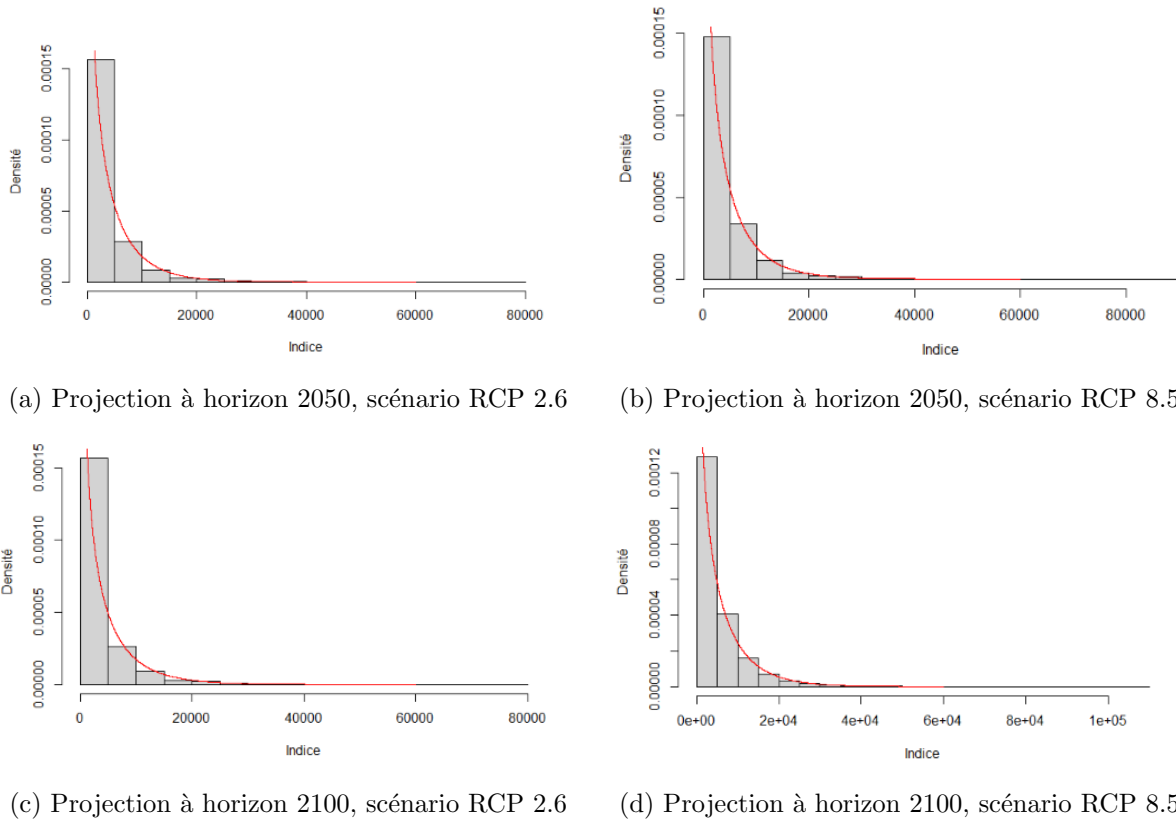 Densité
0.00000 0.00005 0.00010 0.00015
0 20000 40000 60000 80000
Indice
(a) Projection à horizon 2050, scénario RCP 2.6
Densité
0.00000 0.00005 0.00010 0.00015
0 20000 40000 60000 80000
Indice
(b) Projection à horizon 2050, scénario RCP 8.5
Densité
0.00000 0.00005 0.00010 0.00015
0 20000 40000 60000 80000
Indice
(c) Projection à horizon 2100, scénario RCP 2.6
Densité
0.00000 0.00004 0.00008 0.00012
0e+00 2e+04 4e+04 6e+04 8e+04 1e+05
Indice
(d) Projection à horizon 2100, scénario RCP 8.5